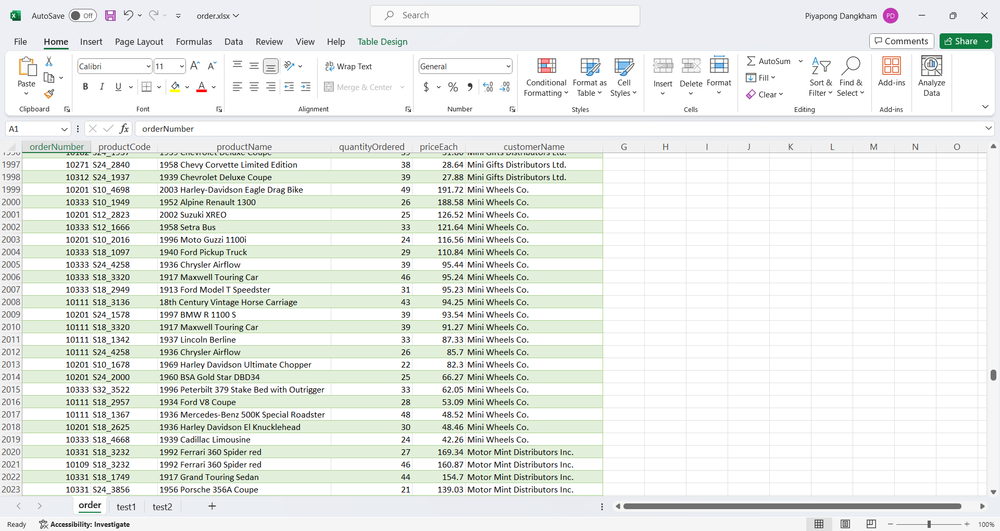 AutoSave Off order.xlsx Search Piyapong Dangkham PD
File Home Insert Page Layout Formulas Data Review View Help Table Design Comments Share
Paste Calibri 11 Wrap Text General Conditional Formatting Format as Table Cell Styles Insert Delete Format AutoSum Sort & Filter Find & Select Add-ins Analyze Data
B I U A Merge & Center $ % Fill
Clear
Clipboard Font Alignment Number Styles Cells Editing Add-ins
A1 fx orderNumber
orderNumber productCode productName quantityOrdered priceEach customerName G H I J K L M N O
1996 10182 S24_1937 1939 Chevrolet Deluxe Coupe Mini Gifts Distributors Ltd.
1997 10271 S24_2840 1958 Chevy Corvette Limited Edition 38 28.64 Mini Gifts Distributors Ltd.
1998 10312 S24_1937 1939 Chevrolet Deluxe Coupe 39 27.88 Mini Gifts Distributors Ltd.
1999 10201 S10_4698 2003 Harley-Davidson Eagle Drag Bike 49 191.72 Mini Wheels Co.
2000 10333 S10_1949 1952 Alpine Renault 1300 26 188.58 Mini Wheels Co.
2001 10201 S12_2823 2002 Suzuki XREO 25 126.52 Mini Wheels Co.
2002 10333 S12_1666 1958 Setra Bus 33 121.64 Mini Wheels Co.
2003 10201 S10_2016 1996 Moto Guzzi 1100i 24 116.56 Mini Wheels Co.
2004 10333 S18_1097 1940 Ford Pickup Truck 29 110.84 Mini Wheels Co.
2005 10333 S24_4258 1936 Chrysler Airflow 39 95.44 Mini Wheels Co.
2006 10333 S18_3320 1917 Maxwell Touring Car 46 95.24 Mini Wheels Co.
2007 10333 S18_2949 1913 Ford Model T Speedster 31 95.23 Mini Wheels Co.
2008 10111 S18_3136 18th Century Vintage Horse Carriage 43 94.25 Mini Wheels Co.
2009 10201 S24_1578 1997 BMW R 1100 S 39 93.54 Mini Wheels Co.
2010 10111 S18_3320 1917 Maxwell Touring Car 39 91.27 Mini Wheels Co.
2011 10111 S18_1342 1937 Lincoln Berline 33 87.33 Mini Wheels Co.
2012 10111 S24_4258 1936 Chrysler Airflow 26 85.7 Mini Wheels Co.
2013 10201 S10_1678 1969 Harley Davidson Ultimate Chopper 22 82.3 Mini Wheels Co.
2014 10201 S24_2000 1960 BSA Gold Star DBD34 25 66.27 Mini Wheels Co.
2015 10333 S32_3522 1996 Peterbilt 379 Stake Bed with Outrigger 33 62.05 Mini Wheels Co.
2016 10111 S18_2957 1934 Ford V8 Coupe 28 53.09 Mini Wheels Co.
2017 10111 S18_1367 1936 Mercedes-Benz 500K Special Roadster 48 48.52 Mini Wheels Co.
2018 10201 S18_2625 1936 Harley Davidson El Knucklehead 30 48.46 Mini Wheels Co.
2019 10333 S18_4668 1939 Cadillac Limousine 24 42.26 Mini Wheels Co.
2020 10331 S18_3232 1992 Ferrari 360 Spider red 27 169.34 Motor Mint Distributors Inc.
2021 10109 S18_3232 1992 Ferrari 360 Spider red 46 160.87 Motor Mint Distributors Inc.
2022 10331 S18_1749 1917 Grand Touring Sedan 44 154.7 Motor Mint Distributors Inc.
2023 10331 S24_3856 1956 Porsche 356A Coupe 21 139.03 Motor Mint Distributors Inc.
order test1 test2
Ready Accessibility: Investigate 100%